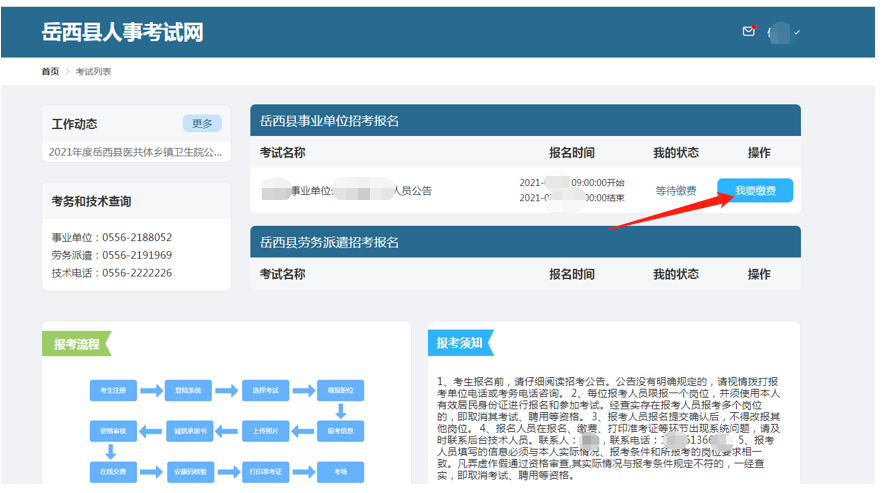 岳西县人事考试网
首页 > 考试列表
工作动态 更多
2021年度岳西县医共体乡镇卫生院公...
考务和技术查询
事业单位：0556-2188052
劳务派遣：0556-2191969
技术电话：0556-2222226
岳西县事业单位招考报名
考试名称 报名时间 我的状态 操作
事业单位 人员公告
2021- 09:00:00开始
2021-0 00:00结束
等待缴费 我要缴费
岳西县劳务派遣招考报名
考试名称 报名时间 我的状态 操作
报考流程
考生注册 登陆系统 选择考试 填报职位
资格审核 诚信承诺书 上传照片 报考信息
在线交费 安康码核验 打印准考证 考场
报考须知
1、考生报名前，请仔细阅读招考公告。公告没有明确规定的，请视情拨打报
考单位电话或考务电话咨询。 2、每位报考人员限报一个岗位，并须使用本人
有效居民身份证进行报名和参加考试。经查实存在报考人员报考多个岗位
的，即取消其考试、聘用等资格。 3、报考人员报名提交确认后，不得改报其
他岗位。 4、报名人员在报名、缴费、打印准考证等环节出现系统问题，请及
时联系后台技术人员。联系人： ，联系电话：1 5136 5、报考
人员填写的信息必须与本人实际情况、报考条件和所报考的岗位要求相一
致。凡弄虚作假通过资格审查,其实际情况与报考条件规定不符的，一经查
实，即取消考试、聘用等资格。